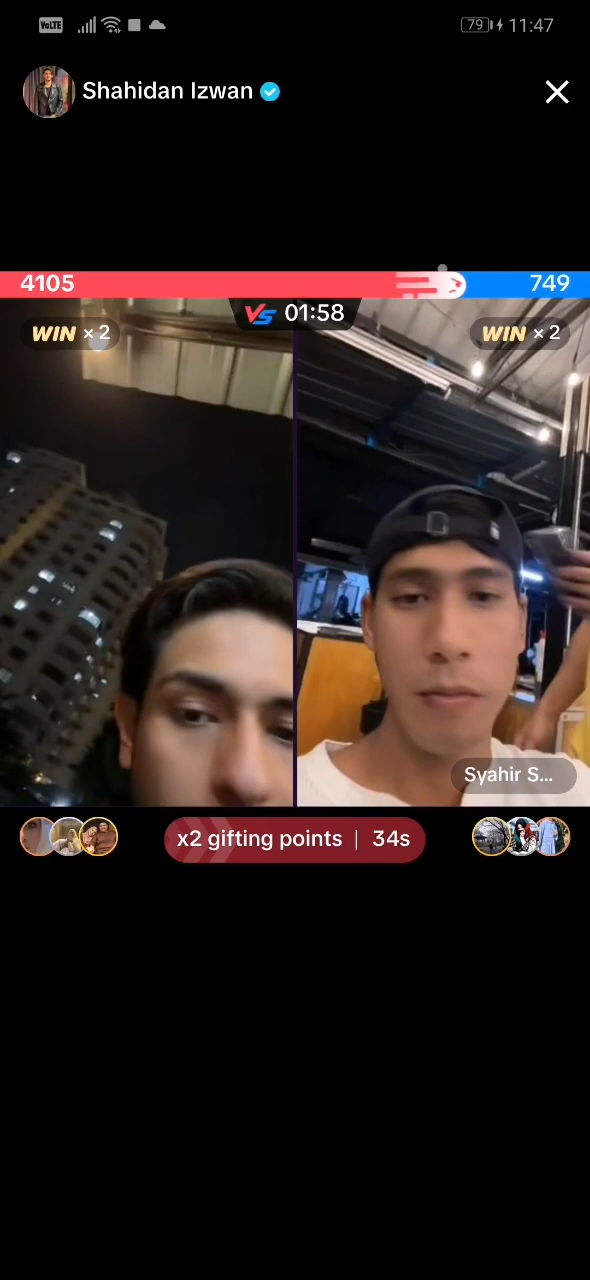 VoLTE 79 11:47
Shahidan Izwan
4105 749
VS 01:58
WIN × 2 WIN × 2
Syahir S...
x2 gifting points | 34s